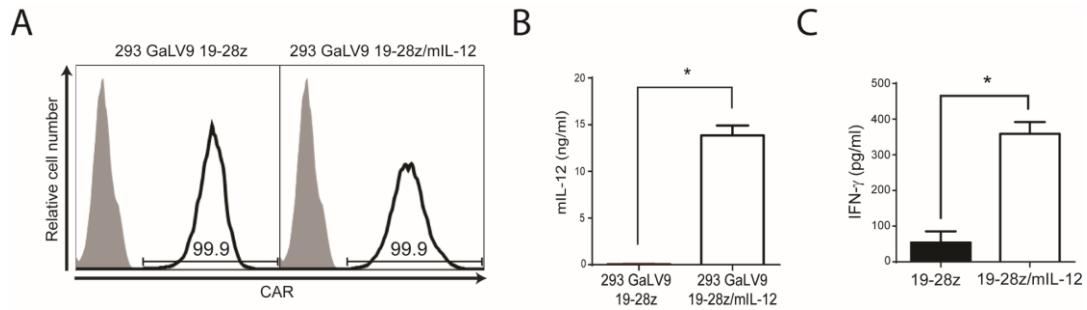 A
293 GaLV9 19-28z
293 GaLV9 19-28z/mIL-12
Relative cell number
99.9
99.9
CAR
B
*
mIL-12 (ng/ml)
20
15
10
5
0
293 GaLV9
19-28z
293 GaLV9
19-28z/mIL-12
C
*
IFN-γ (pg/ml)
500
400
300
200
100
0
19-28z
19-28z/mIL-12